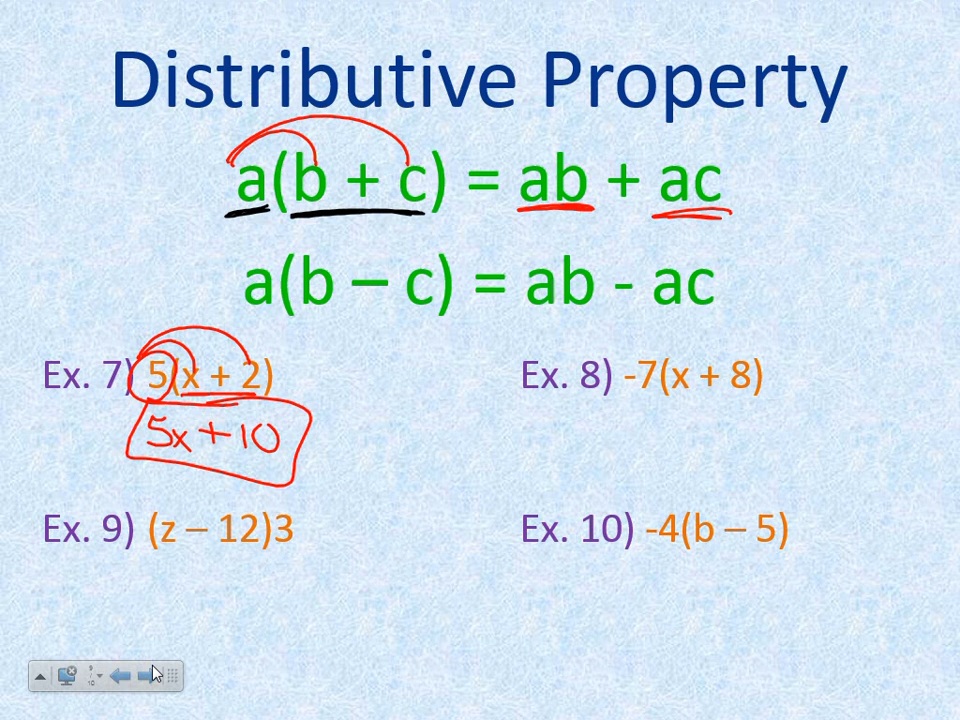 Distributive Property
a(b + c) = ab + ac
a(b – c) = ab - ac
Ex. 7) 5(x + 2)
5x + 10
Ex. 8) -7(x + 8)
Ex. 9) (z – 12)3
Ex. 10) -4(b – 5)